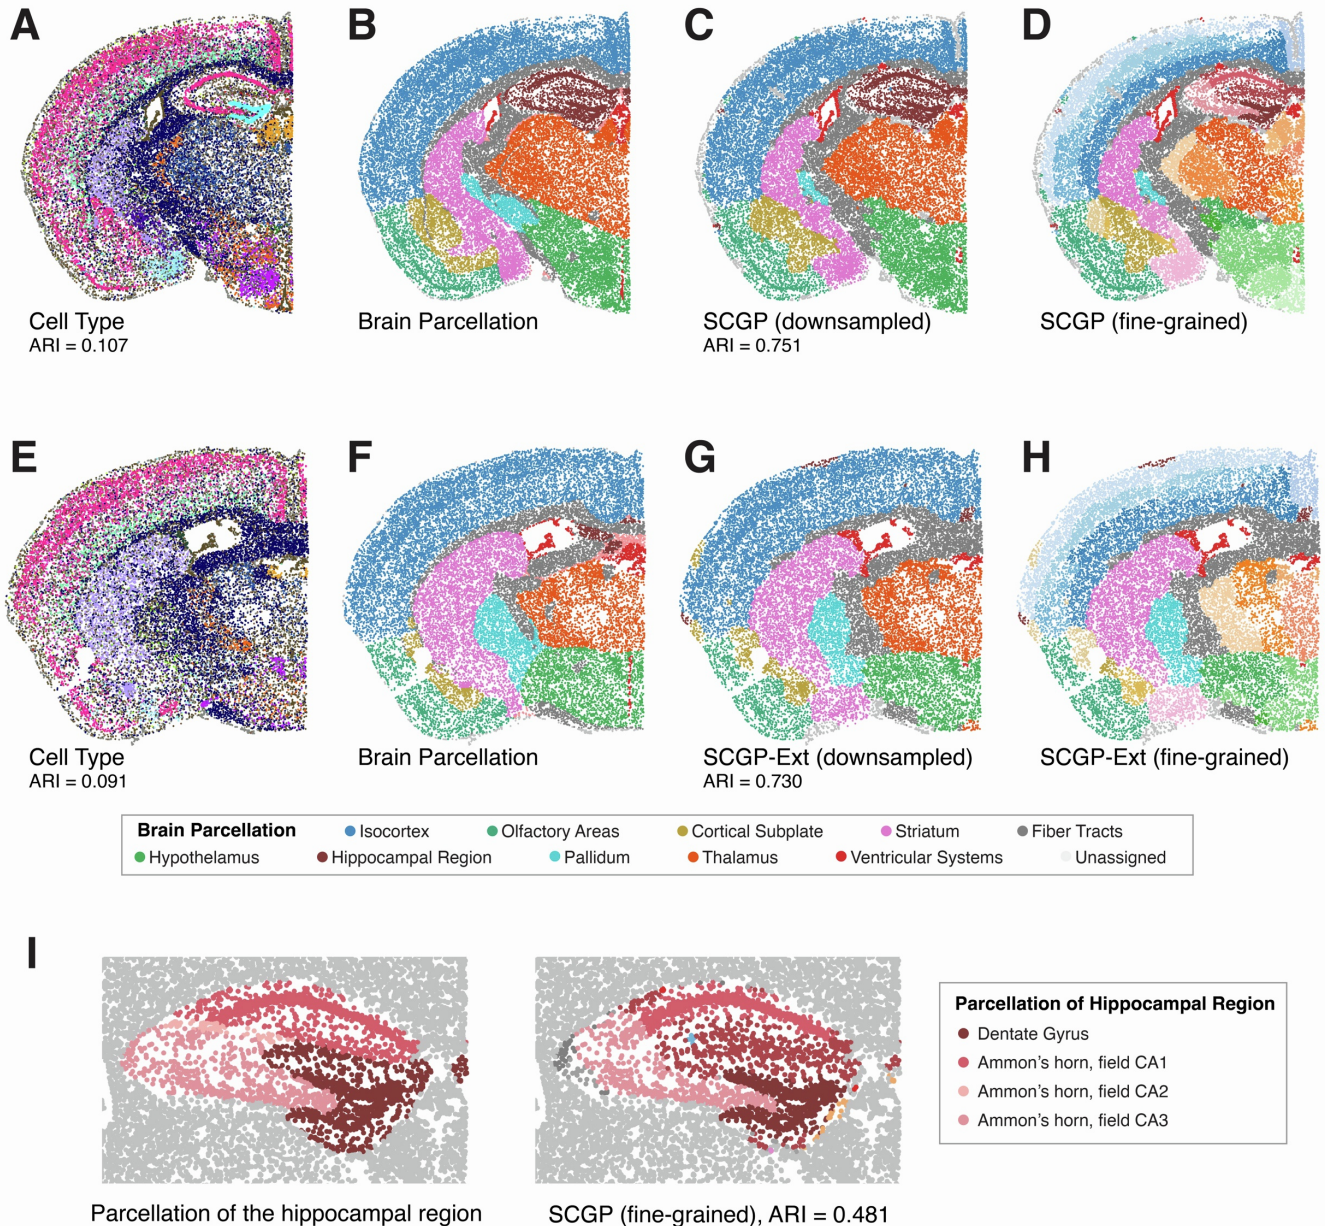 A B C D
Cell Type
ARI = 0.107
Brain Parcellation
SCGP (downsampled)
ARI = 0.751
SCGP (fine-grained)
E F G H
Cell Type
ARI = 0.091
Brain Parcellation
SCGP-Ext (downsampled)
ARI = 0.730
SCGP-Ext (fine-grained)
Brain Parcellation Isocortex Olfactory Areas Cortical Subplate Striatum Fiber Tracts
Hypothalamus Hippocampal Region Pallidum Thalamus Ventricular Systems Unassigned
I
Parcellation of Hippocampal Region
Dentate Gyrus
Ammon's horn, field CA1
Ammon's horn, field CA2
Ammon's horn, field CA3
Parcellation of the hippocampal region
SCGP (fine-grained), ARI = 0.481